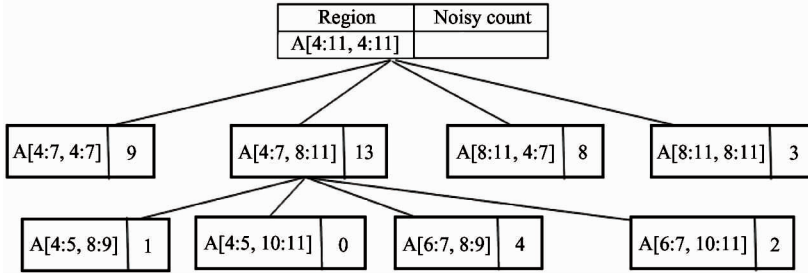 Region Noisy count
A[4:11, 4:11]
A[4:7, 4:7] 9 A[4:7, 8:11] 13 A[8:11, 4:7] 8 A[8:11, 8:11] 3
A[4:5, 8:9] 1 A[4:5, 10:11] 0 A[6:7, 8:9] 4 A[6:7, 10:11] 2